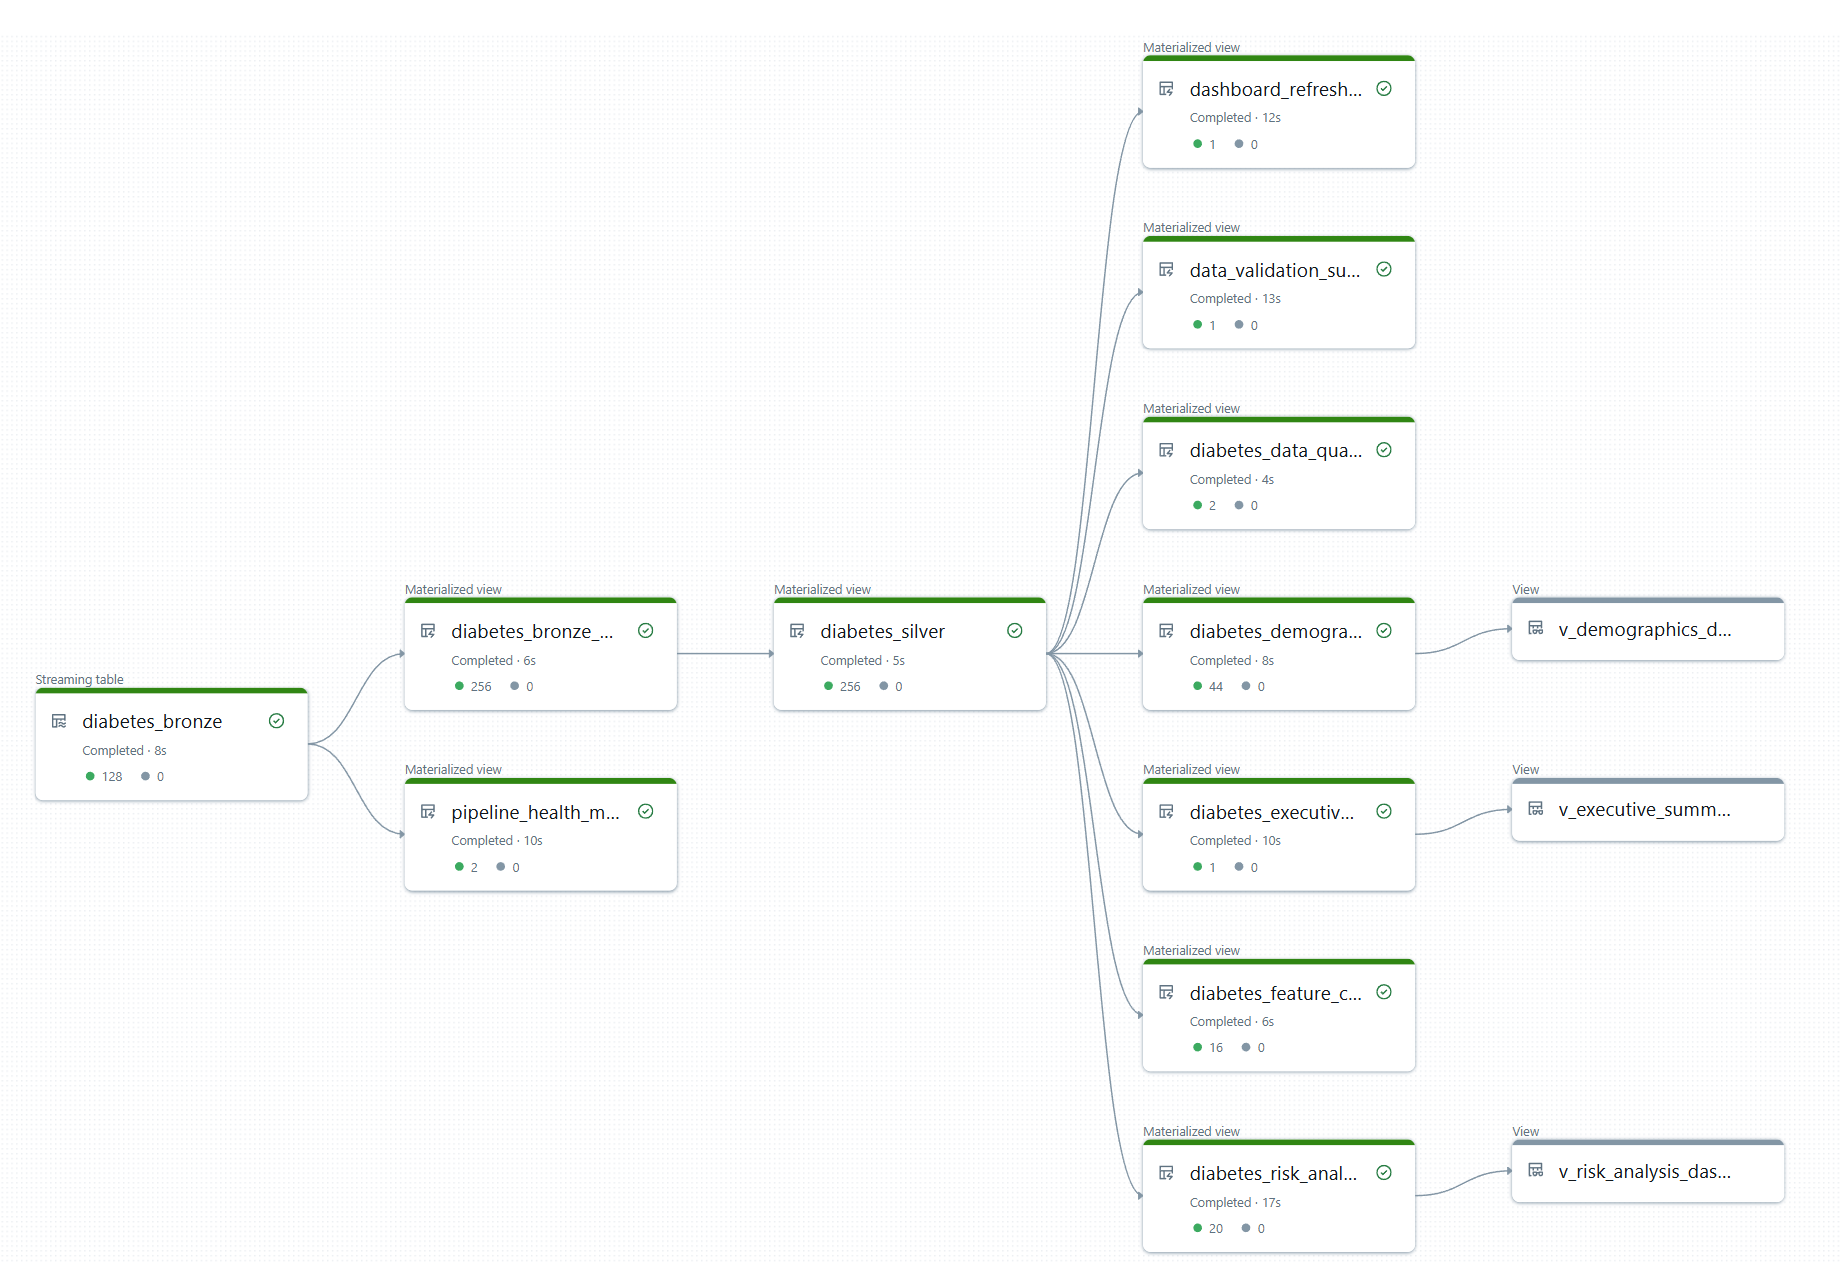 Materialized view
dashboard_refresh...
Completed · 12s
1 0
Materialized view
data_validation_su...
Completed · 13s
1 0
Materialized view
diabetes_data_qua...
Completed · 4s
2 0
Streaming table
diabetes_bronze
Completed · 8s
128 0
Materialized view
diabetes_bronze_...
Completed · 6s
256 0
Materialized view
pipeline_health_m...
Completed · 10s
2 0
Materialized view
diabetes_silver
Completed · 5s
256 0
Materialized view
diabetes_demogra...
Completed · 8s
44 0
View
v_demographics_d...
Materialized view
diabetes_executiv...
Completed · 10s
1 0
View
v_executive_summ...
Materialized view
diabetes_feature_c...
Completed · 6s
16 0
Materialized view
diabetes_risk_anal...
Completed · 17s
20 0
View
v_risk_analysis_das...